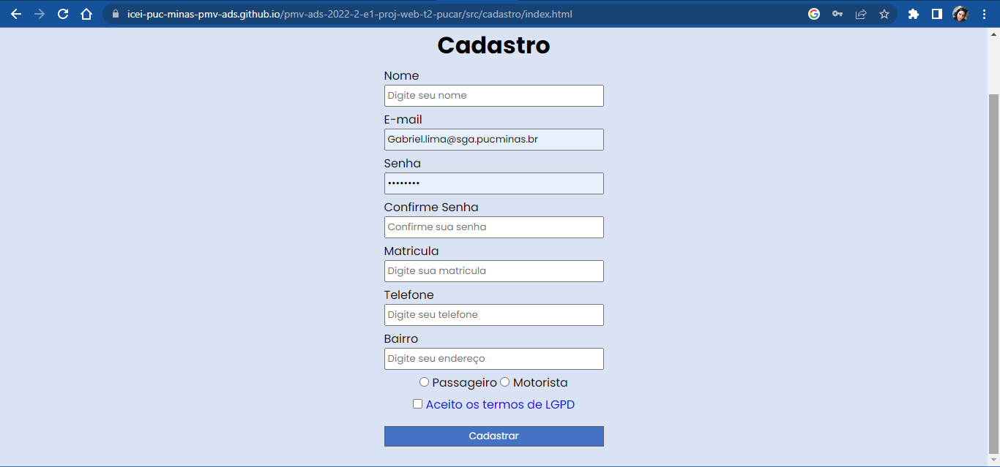 icei-puc-minas-pmv-ads.github.io/pmv-ads-2022-2-e1-proj-web-t2-pucar/src/cadastro/index.html
Cadastro
Nome
Digite seu nome
E-mail
Gabriel.lima@sga.pucminas.br
Senha
••••••••
Confirme Senha
Confirme sua senha
Matricula
Digite sua matricula
Telefone
Digite seu telefone
Bairro
Digite seu endereço
Passageiro Motorista
Aceito os termos de LGPD
Cadastrar